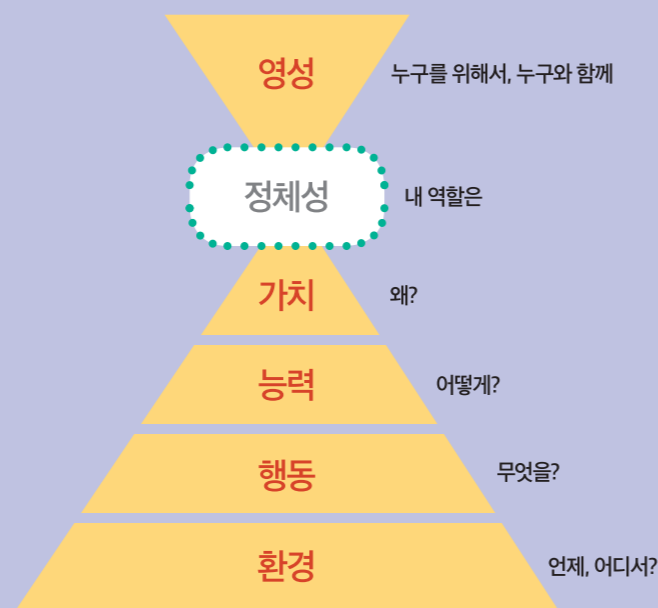 영성 누구를 위해서, 누구와 함께
정체성 내 역할은
가치 왜?
능력 어떻게?
행동 무엇을?
환경 언제, 어디서?